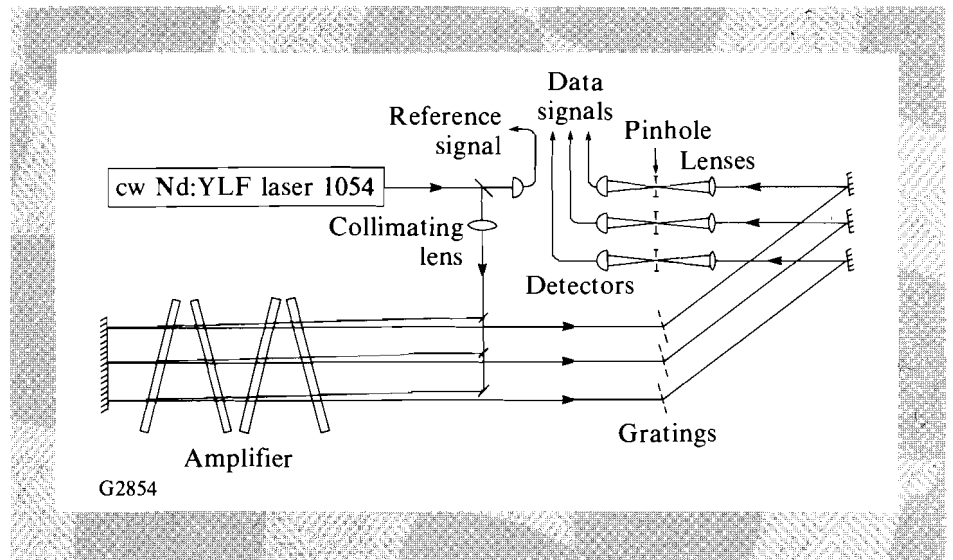 Data
signals
Reference
signal
Pinhole
Lenses
cw Nd:YLF laser 1054
Collimating
lens
Detectors
Gratings
Amplifier
G2854